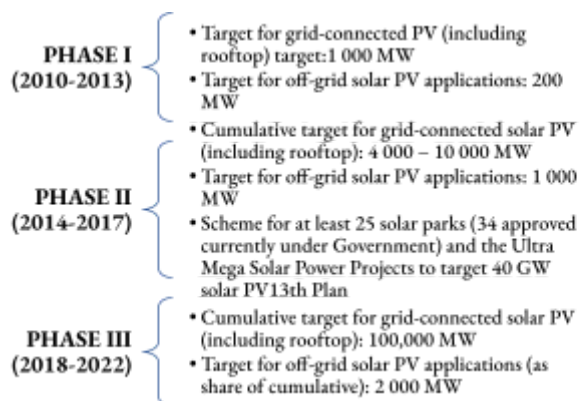 PHASE I
(2010-2013)
• Target for grid-connected PV (including
rooftop) target:1 000 MW
• Target for off-grid solar PV applications: 200
MW
PHASE II
(2014-2017)
• Cumulative target for grid-connected solar PV
(including rooftop): 4 000 – 10 000 MW
• Target for off-grid solar PV applications: 1 000
MW
• Scheme for at least 25 solar parks (34 approved
currently under Government) and the Ultra
Mega Solar Power Projects to target 40 GW
solar PV13th Plan
PHASE III
(2018-2022)
• Cumulative target for grid-connected solar PV
(including rooftop): 100,000 MW
• Target for off-grid solar PV applications (as
share of cumulative): 2 000 MW